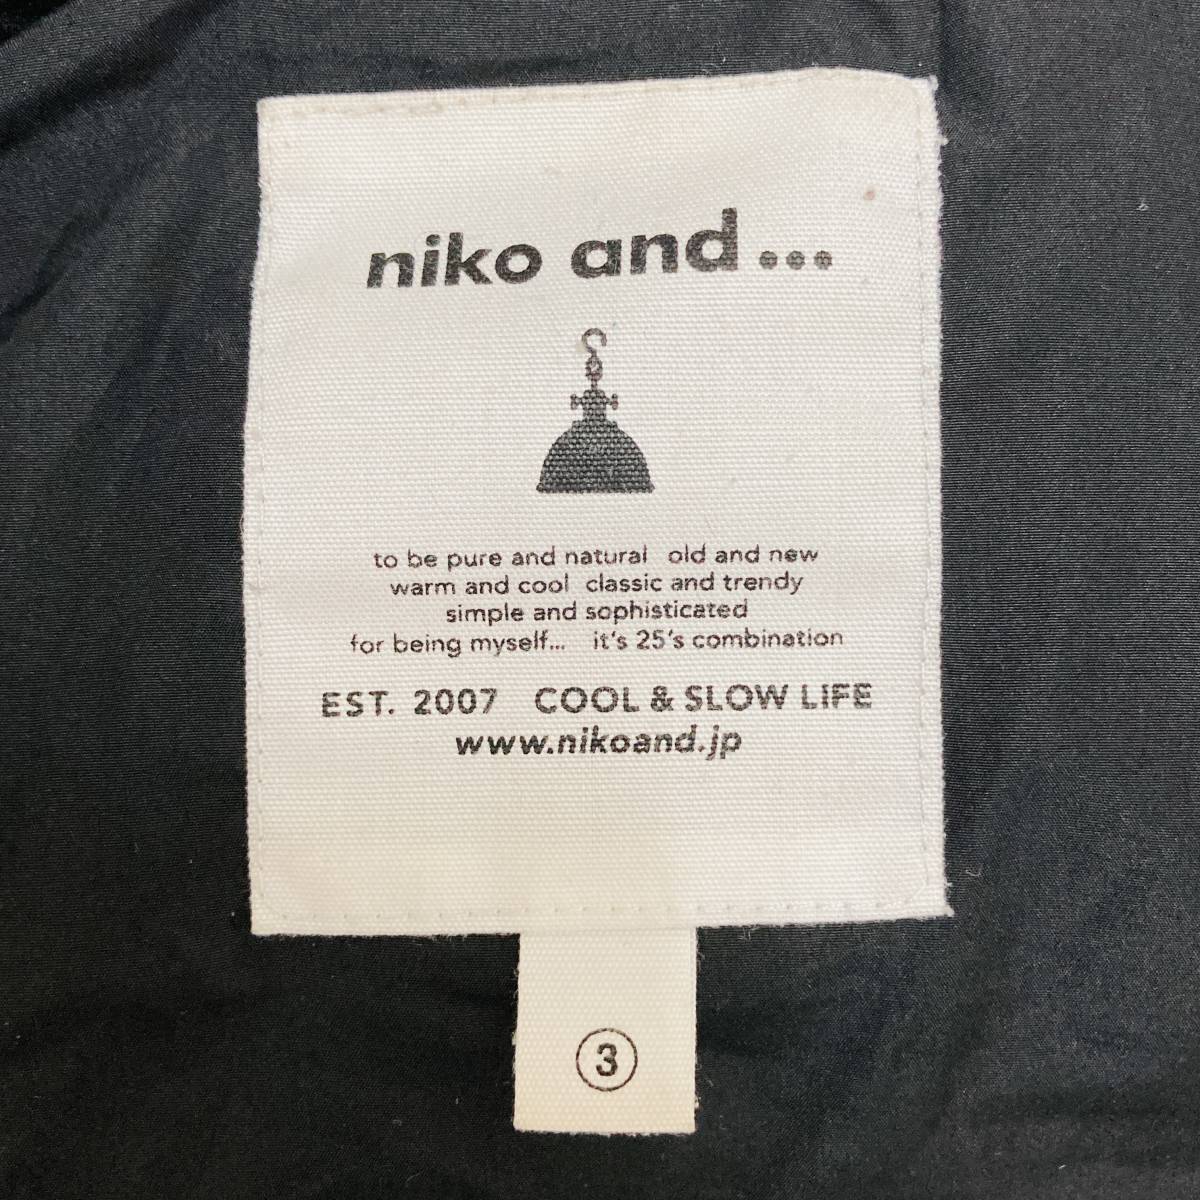 niko and...
to be pure and natural old and new
warm and cool classic and trendy
simple and sophisticated
for being myself... it's 25's combination
EST. 2007 COOL & SLOW LIFE
www.nikoand.jp
3